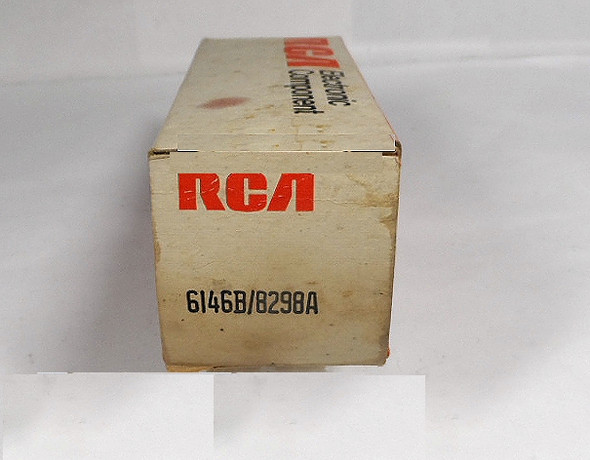 RCA
Electronic
Component
RCA
6146B/8298A